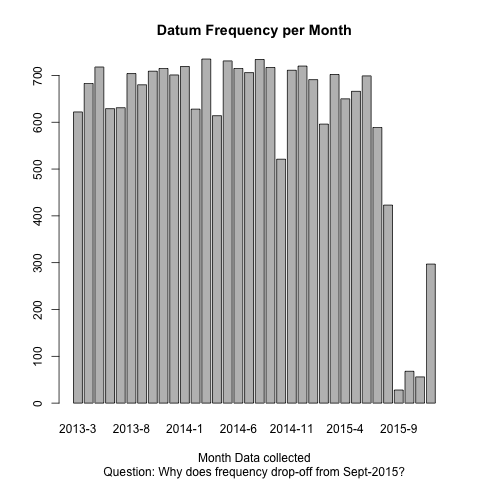 Datum Frequency per Month
700
600
500
400
300
200
100
0
2013-3 2013-8 2014-1 2014-6 2014-11 2015-4 2015-9
Month Data collected
Question: Why does frequency drop-off from Sept-2015?